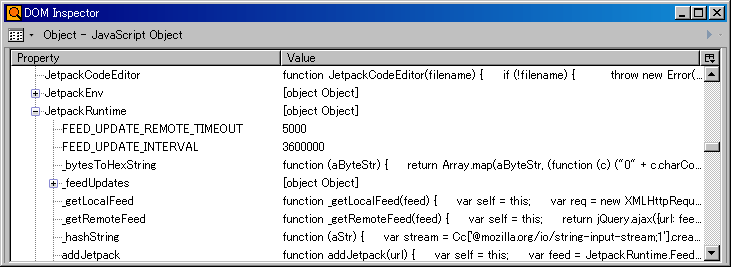 DOM Inspector
Object - JavaScript Object
Property Value
JetpackCodeEditor function JetpackCodeEditor(filename) { if (!filename) { throw new Error(...
JetpackEnv [object Object]
JetpackRuntime [object Object]
FEED_UPDATE_REMOTE_TIMEOUT 5000
FEED_UPDATE_INTERVAL 3600000
_bytesToHexString function (aByteStr) { return Array.map(aByteStr, (function (c) ("0" + c.charCo...
_feedUpdates [object Object]
_getLocalFeed function _getLocalFeed(feed) { var self = this; var req = new XMLHttpRequ...
_getRemoteFeed function _getRemoteFeed(feed) { var self = this; return jQuery.ajax({url: fee...
_hashString function (aStr) { var stream = Cc['@mozilla.org/io/string-input-stream;1'].crea...
addJetpack function addJetpack(url) { var self = this; var feed = JetpackRuntime.Feed...